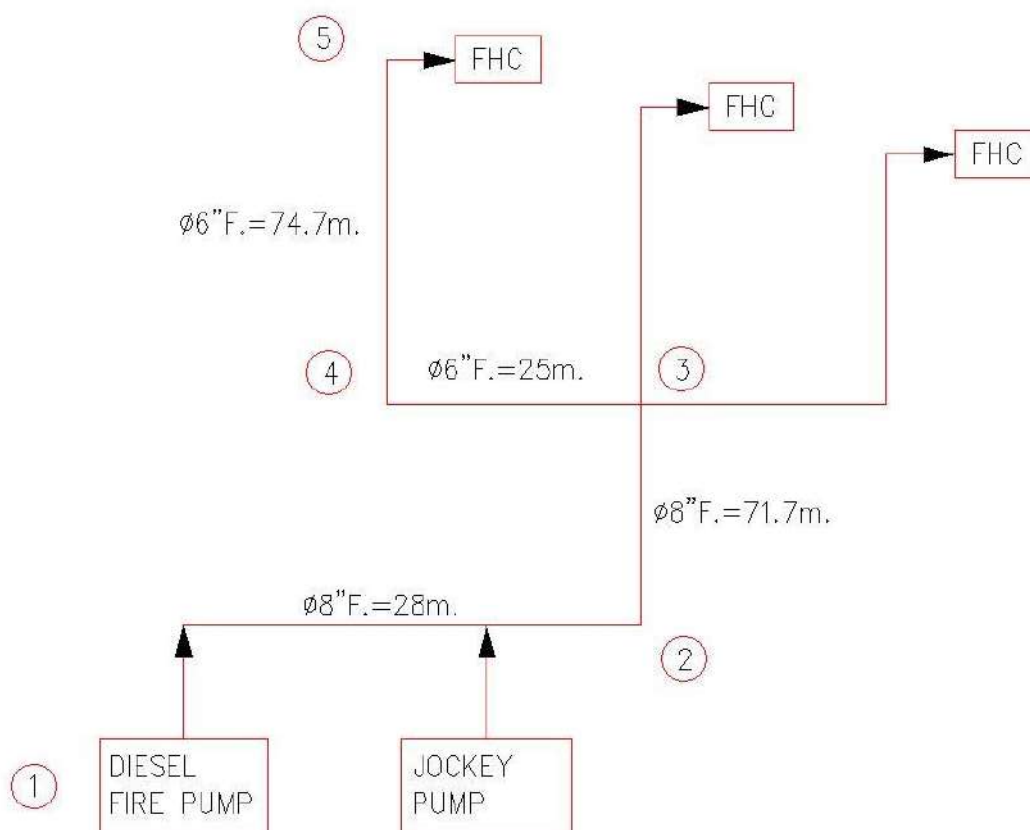 5
FHC
FHC
FHC
ø6"F.=74.7m.
4
ø6"F.=25m.
3
ø8"F.=71.7m.
ø8"F.=28m.
2
1
DIESEL
FIRE PUMP
JOCKEY
PUMP